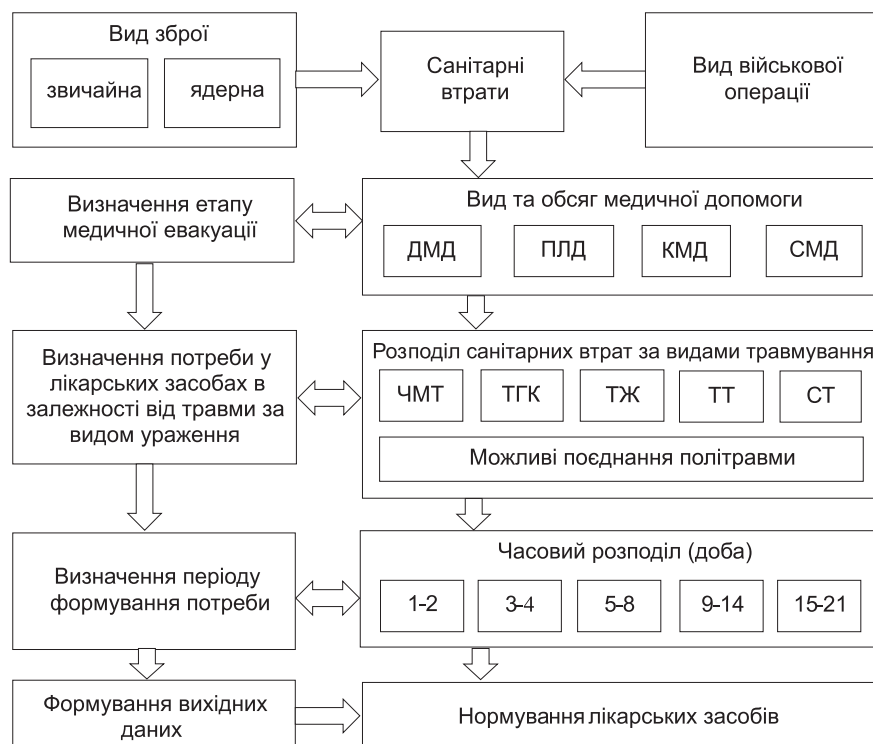 Вид зброї
звичайна
ядерна
Санітарні
втрати
Вид військової
операції
Визначення етапу
медичної евакуації
Вид та обсяг медичної допомоги
ДМД
ПЛД
КМД
СМД
Визначення потреби у
лікарських засобах в
залежності від травми за
видом ураження
Розподіл санітарних втрат за видами травмування
ЧМТ
ТГК
ТЖ
ТТ
СТ
Можливі поєднання політравми
Визначення періоду
формування потреби
Часовий розподіл (доба)
1-2
3-4
5-8
9-14
15-21
Формування вихідних
даних
Нормування лікарських засобів